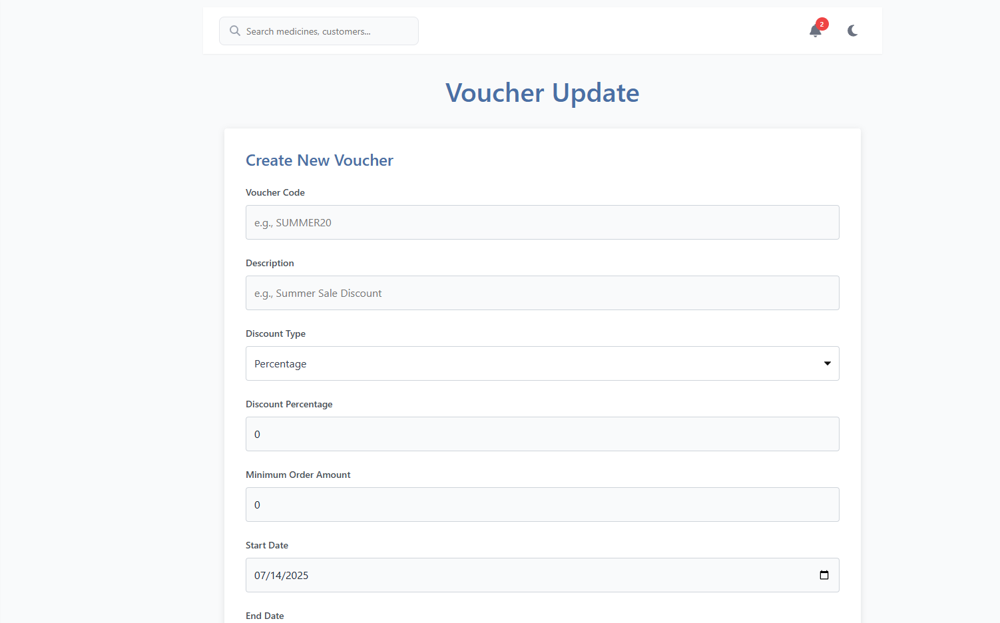 Search medicines, customers...
2
Voucher Update
Create New Voucher
Voucher Code
e.g., SUMMER20
Description
e.g., Summer Sale Discount
Discount Type
Percentage
Discount Percentage
0
Minimum Order Amount
0
Start Date
07/14/2025
End Date